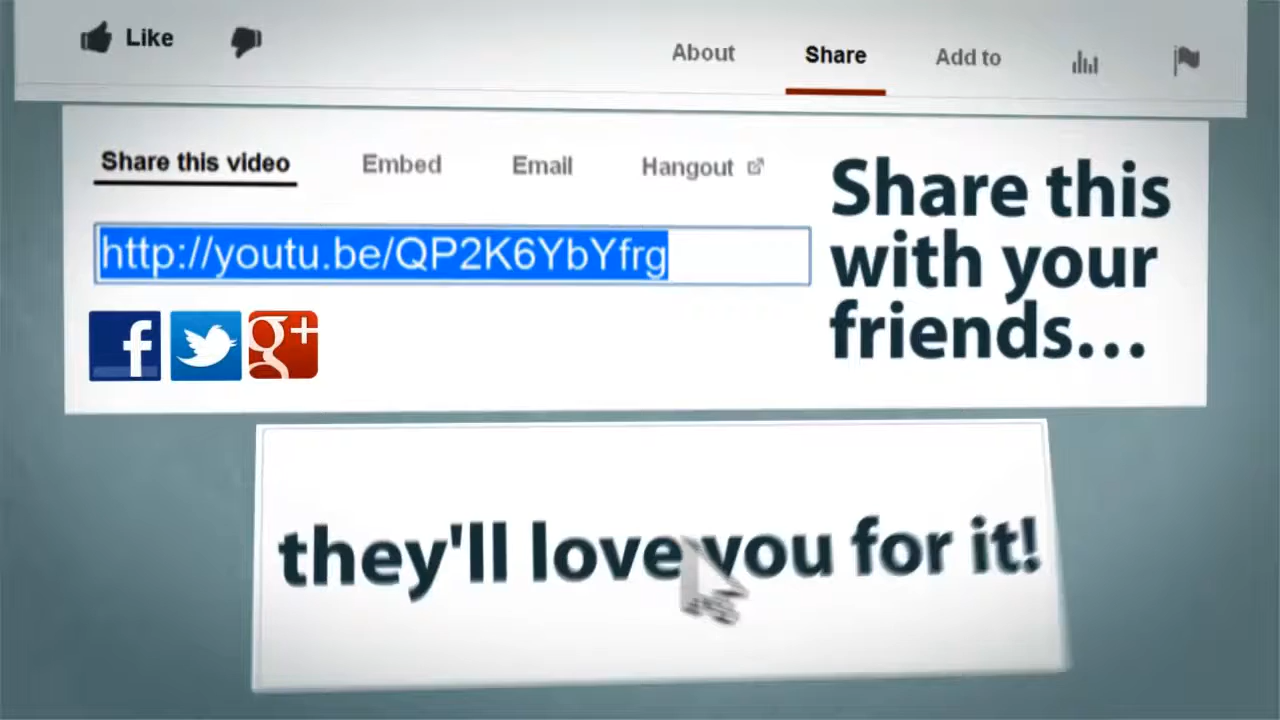 Like
About Share Add to
Share this video Embed Email Hangout
http://youtu.be/QP2K6YbYfrg
f g+
Share this
with your
friends...
they'll love you for it!